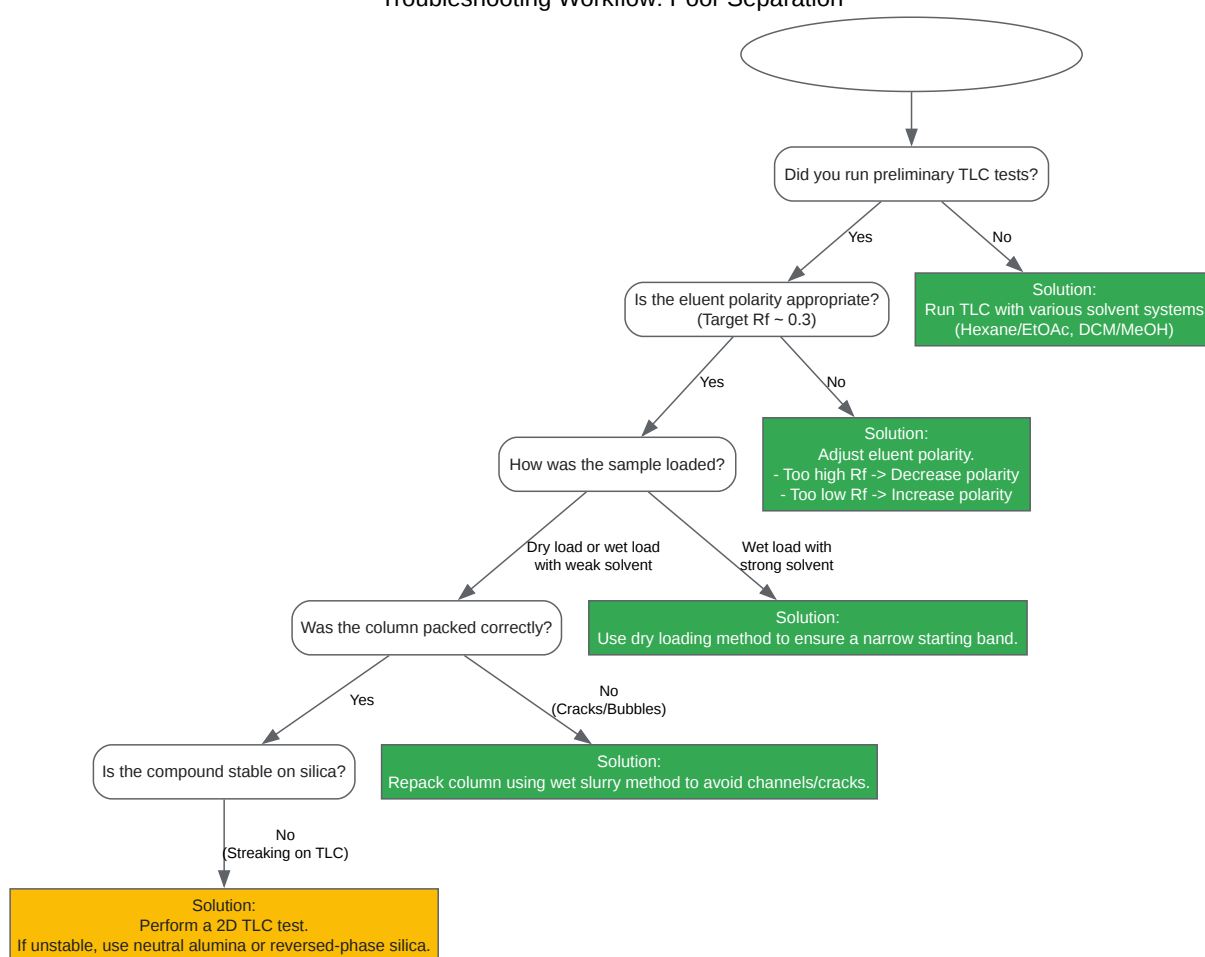 Troubleshooting Workflow: Poor Separation
Did you run preliminary TLC tests?
Yes
No
Is the eluent polarity appropriate?
(Target Rf ~ 0.3)
Solution:
Run TLC with various solvent systems
(Hexane/EtOAc, DCM/MeOH)
Yes
No
How was the sample loaded?
Solution:
Adjust eluent polarity.
- Too high Rf -> Decrease polarity
- Too low Rf -> Increase polarity
Dry load or wet load
with weak solvent
Wet load with
strong solvent
Was the column packed correctly?
Solution:
Use dry loading method to ensure a narrow starting band.
Yes
No
(Cracks/Bubbles)
Is the compound stable on silica?
Solution:
Repack column using wet slurry method to avoid channels/cracks.
No
(Streaking on TLC)
Solution:
Perform a 2D TLC test.
If unstable, use neutral alumina or reversed-phase silica.